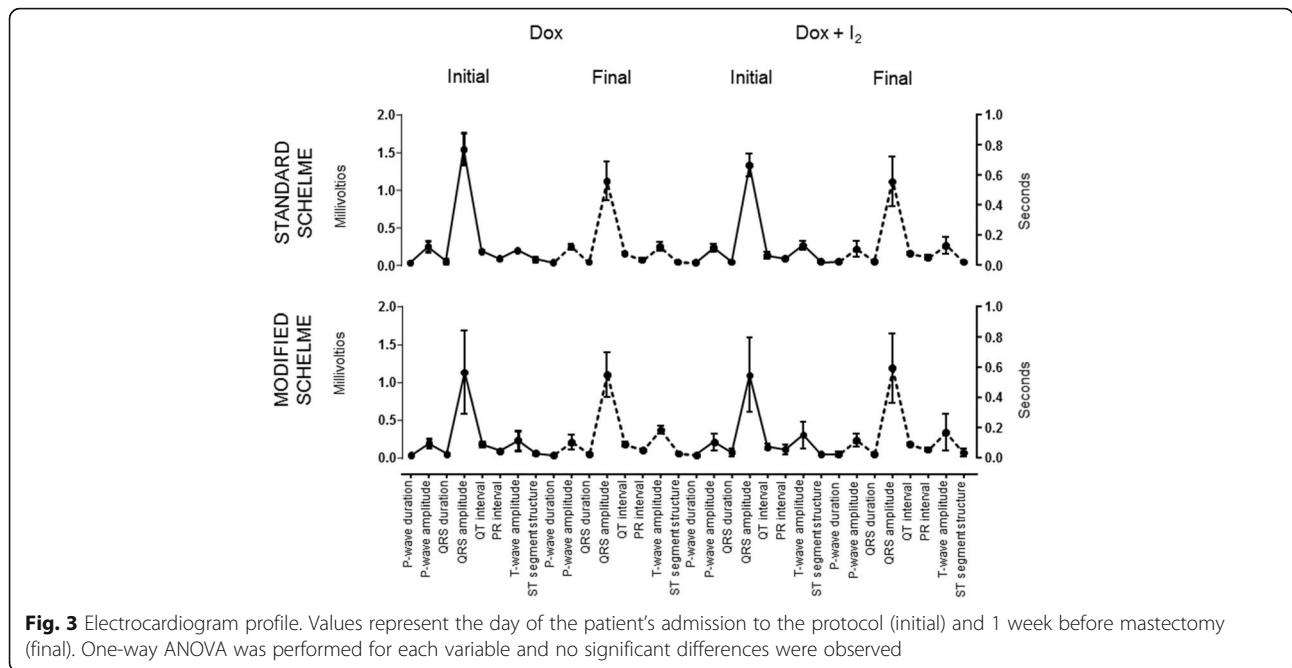 Dox Dox + I₂
Initial Final Initial Final
STANDARD SCHELME
Millivoltios
2.0
1.5
1.0
0.5
0.0
1.0
0.8
0.6
0.4
0.2
0.0
Seconds
MODIFIED SCHELME
Millivoltios
2.0
1.5
1.0
0.5
0.0
1.0
0.8
0.6
0.4
0.2
0.0
Seconds
P-wave duration
P-wave amplitude
QRS duration
QRS amplitude
QT interval
PR interval
T-wave amplitude
ST segment structure
P-wave duration
P-wave amplitude
QRS duration
QRS amplitude
QT interval
PR interval
T-wave amplitude
ST segment structure
P-wave duration
P-wave amplitude
QRS duration
QRS amplitude
QT interval
PR interval
T-wave amplitude
ST segment structure
P-wave duration
P-wave amplitude
QRS duration
QRS amplitude
QT interval
PR interval
T-wave amplitude
ST segment structure
Fig. 3 Electrocardiogram profile. Values represent the day of the patient's admission to the protocol (initial) and 1 week before mastectomy
(final). One-way ANOVA was performed for each variable and no significant differences were observed